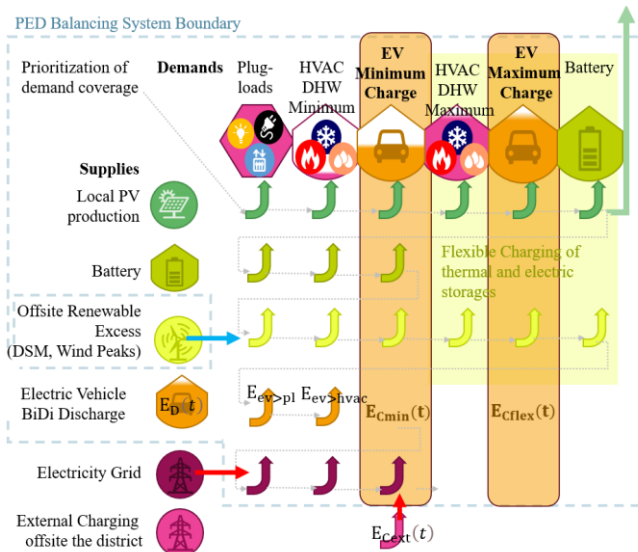 PED Balancing System Boundary
Prioritization of
demand coverage
Demands
Plug-
loads
HVAC
DHW
Minimum
EV
Minimum
Charge
HVAC
DHW
Maximum
EV
Maximum
Charge
Battery
Supplies
Local PV
production
Battery
Flexible Charging of
thermal and electric
storages
Offsite Renewable
Excess
(DSM, Wind Peaks)
Electric Vehicle
BiDi Discharge
E_D(t)
E_ev>pl
E_ev>hvac
E_Cmin(t)
E_Cflex(t)
Electricity Grid
External Charging
offsite the district
E_Cext(t)